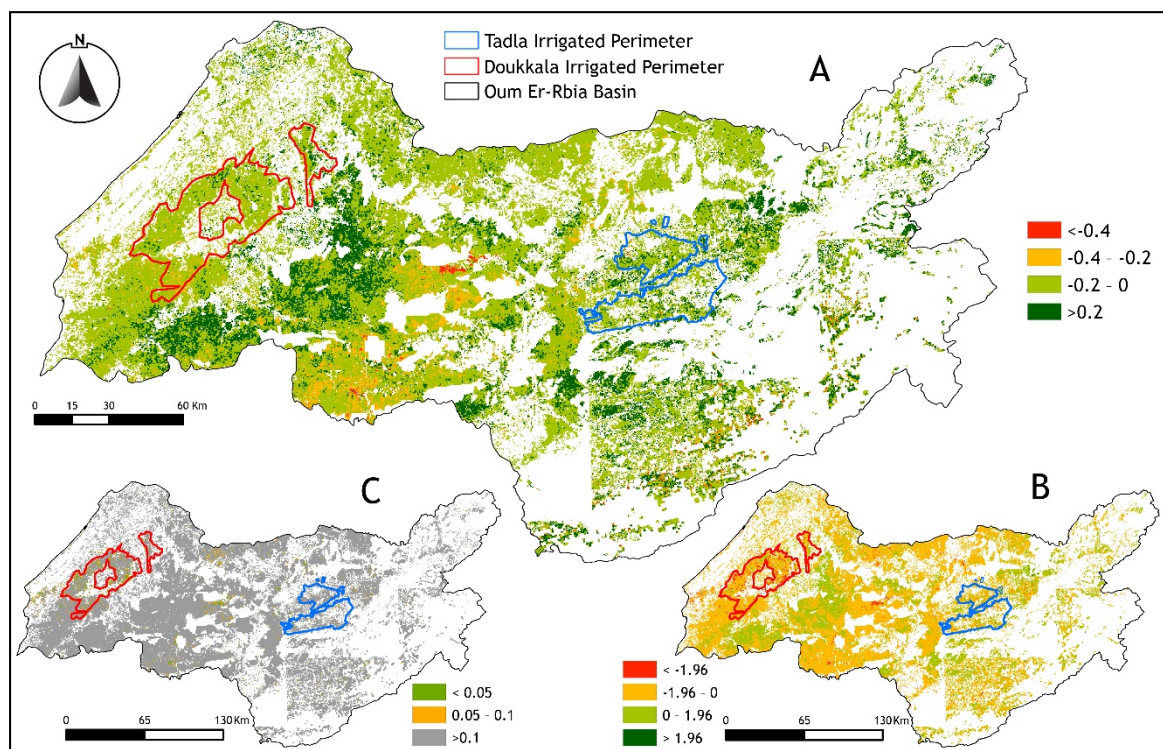 N
Tadla Irrigated Perimeter
Doukkala Irrigated Perimeter
Oum Er-Rbia Basin
A
<-0.4
-0.4 - -0.2
-0.2 - 0
>0.2
0 15 30 60 Km
C
B
< 0.05
0.05 - 0.1
>0.1
0 65 130 Km
< -1.96
-1.96 - 0
0 - 1.96
> 1.96
0 65 130 Km